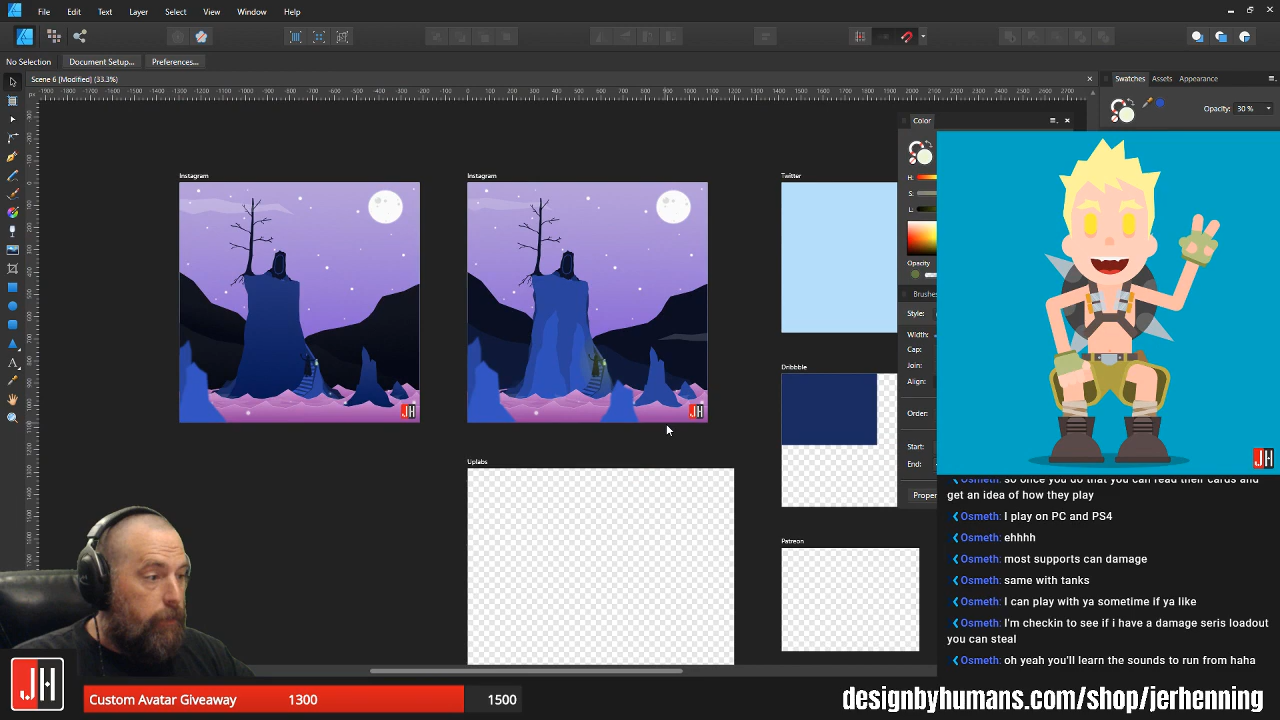 File Edit Text Layer Select View Window Help
No Selection Document Setup... Preferences...
Scene 6 [Modified] (33.3%)
Swatches Assets Appearance
Opacity: 30 %
Color
H:
S:
L:
Opacity
Brushes
Style:
Width:
Cap:
Join:
Align:
Order:
Start:
End:
Proper
Instagram
Instagram
Twitter
Dribbble
Uplabs
Patreon
JH
JH
JH
Osmeth: so once you do that you can read their cards and
get an idea of how they play
Osmeth: I play on PC and PS4
Osmeth: ehhhh
Osmeth: most supports can damage
Osmeth: same with tanks
Osmeth: I can play with ya sometime if ya like
Osmeth: I'm checkin to see if i have a damage seris loadout
you can steal
Osmeth: oh yeah you'll learn the sounds to run from haha
JH
Custom Avatar Giveaway 1300 1500
designbyhumans.com/shop/jerhenning